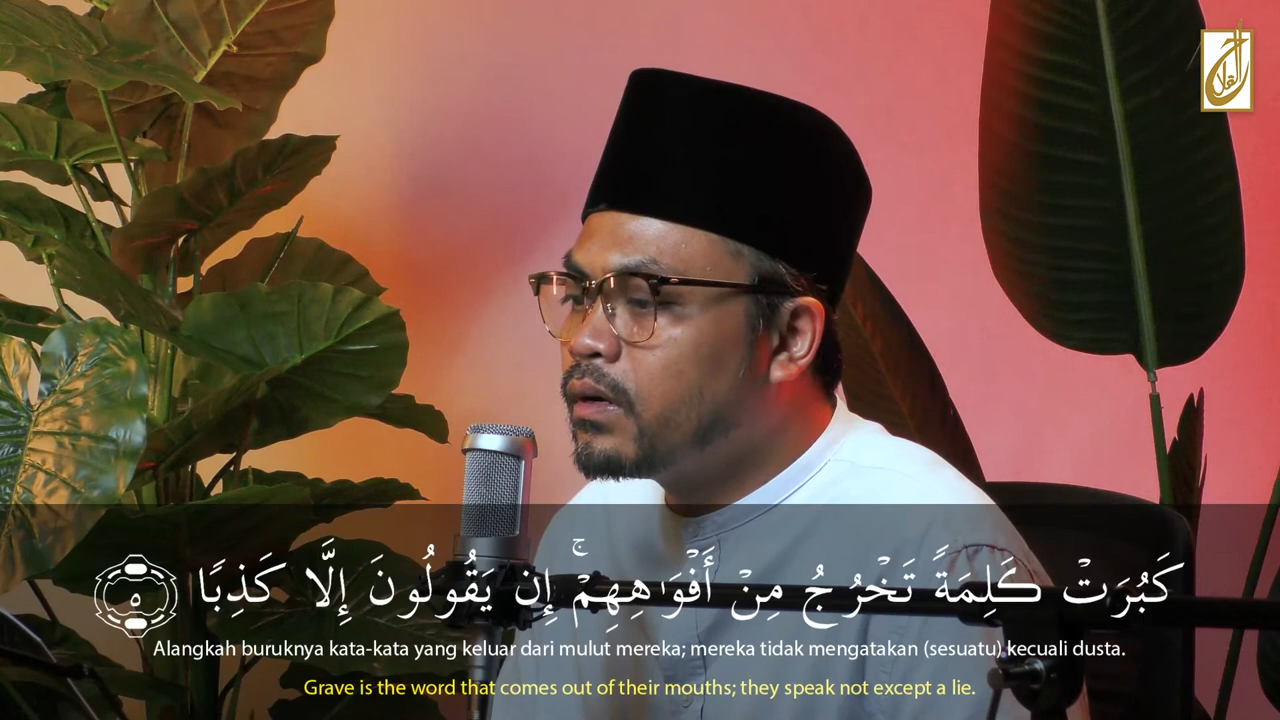 كَبُرَتْ كَلِمَةً تَخْرُجُ مِنْ أَفْوَٰهِهِمْ ۚ إِن يَقُولُونَ إِلَّا كَذِبًا ٥
Alangkah buruknya kata-kata yang keluar dari mulut mereka; mereka tidak mengatakan (sesuatu) kecuali dusta.
Grave is the word that comes out of their mouths; they speak not except a lie.